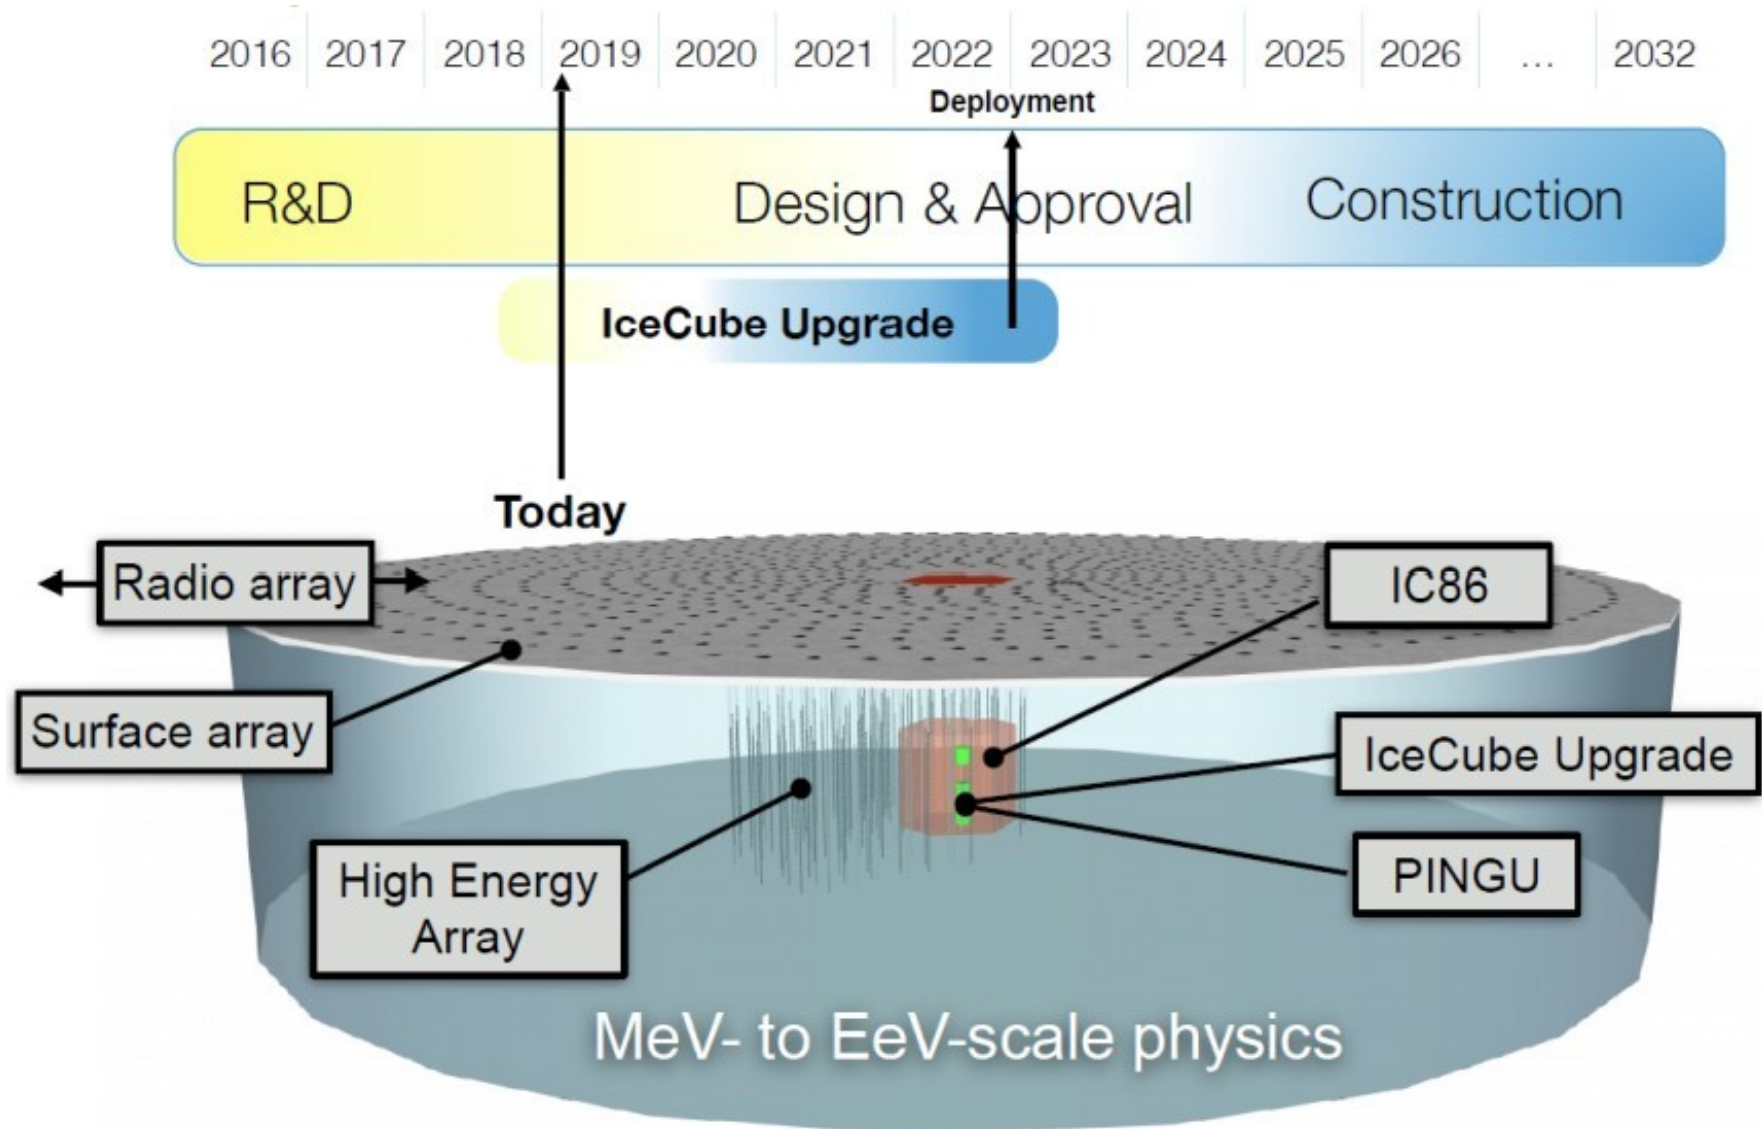 2016 2017 2018 2019 2020 2021 2022 2023 2024 2025 2026 ... 2032
Deployment
R&D Design & Approval Construction
IceCube Upgrade
Today
Radio array
IC86
Surface array
IceCube Upgrade
High Energy
Array
PINGU
MeV- to EeV-scale physics